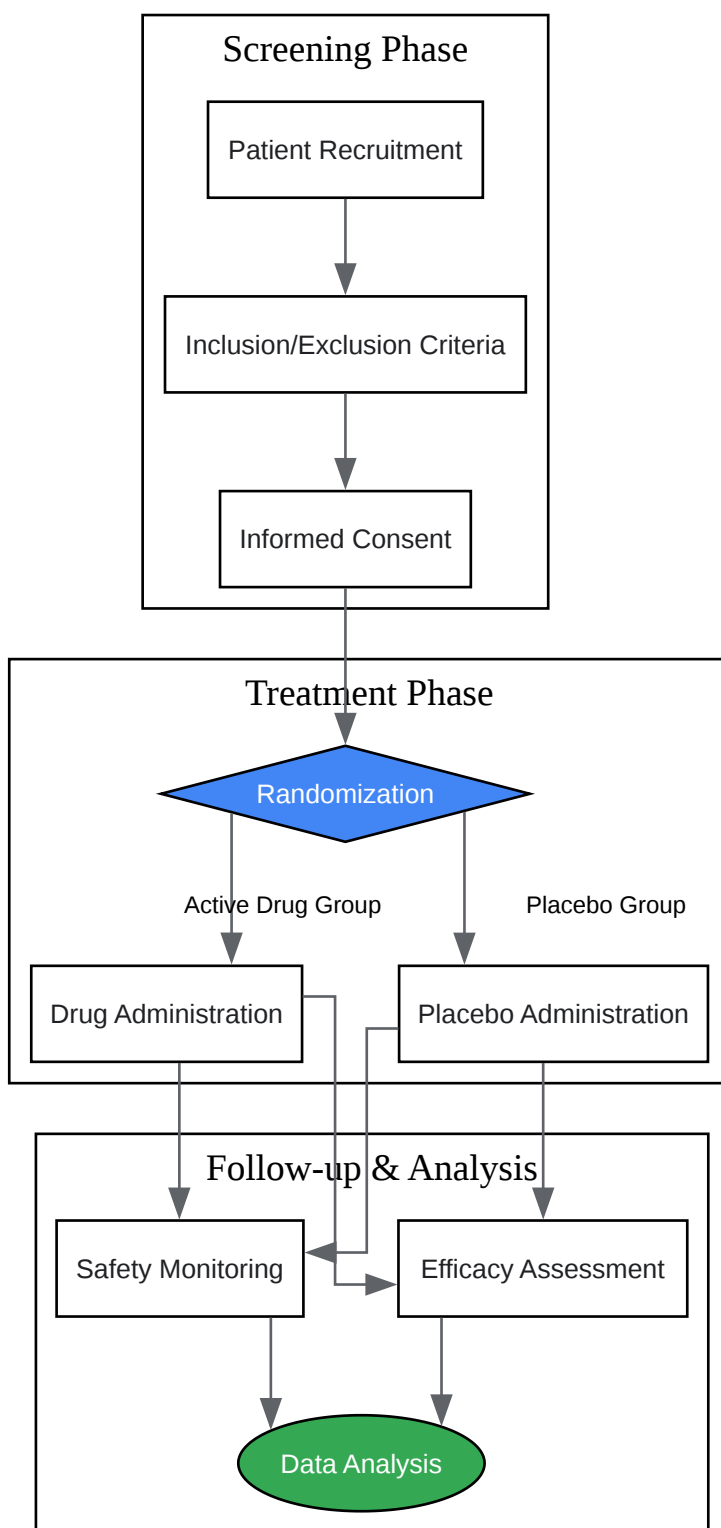 Screening Phase
Patient Recruitment
Inclusion/Exclusion Criteria
Informed Consent
Treatment Phase
Randomization
Active Drug Group
Placebo Group
Drug Administration
Placebo Administration
Follow-up & Analysis
Safety Monitoring
Efficacy Assessment
Data Analysis